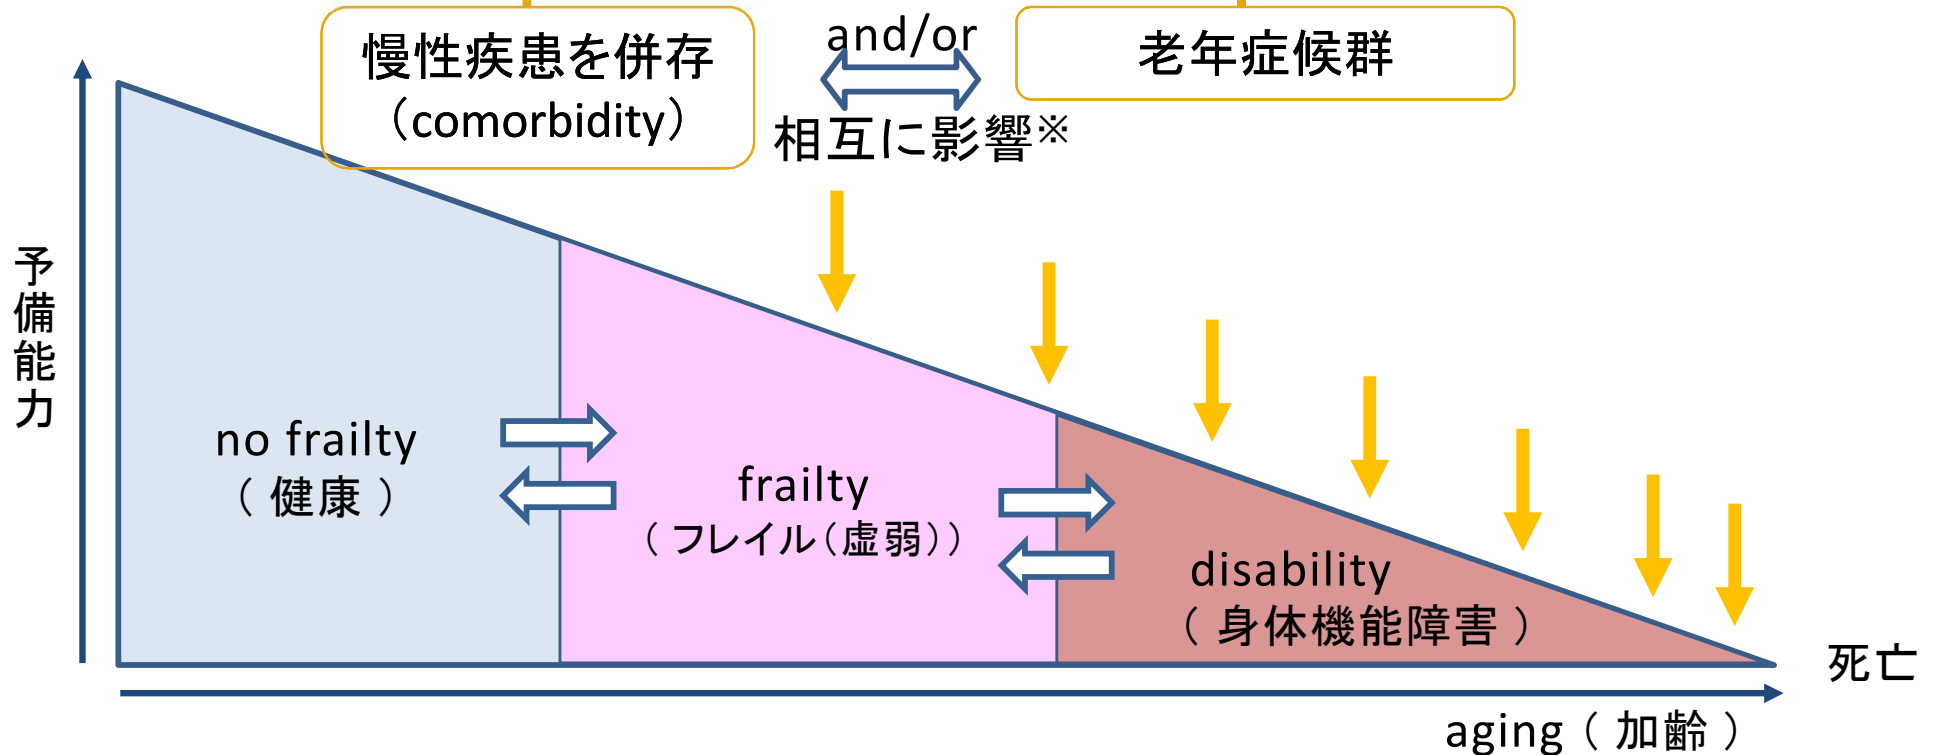 慢性疾患を併存
（comorbidity）
and/or
相互に影響※
老年症候群
予備能力
no frailty
（ 健康 ）
frailty
（ フレイル（虚弱））
disability
（ 身体機能障害 ）
死亡
aging（ 加齢 ）